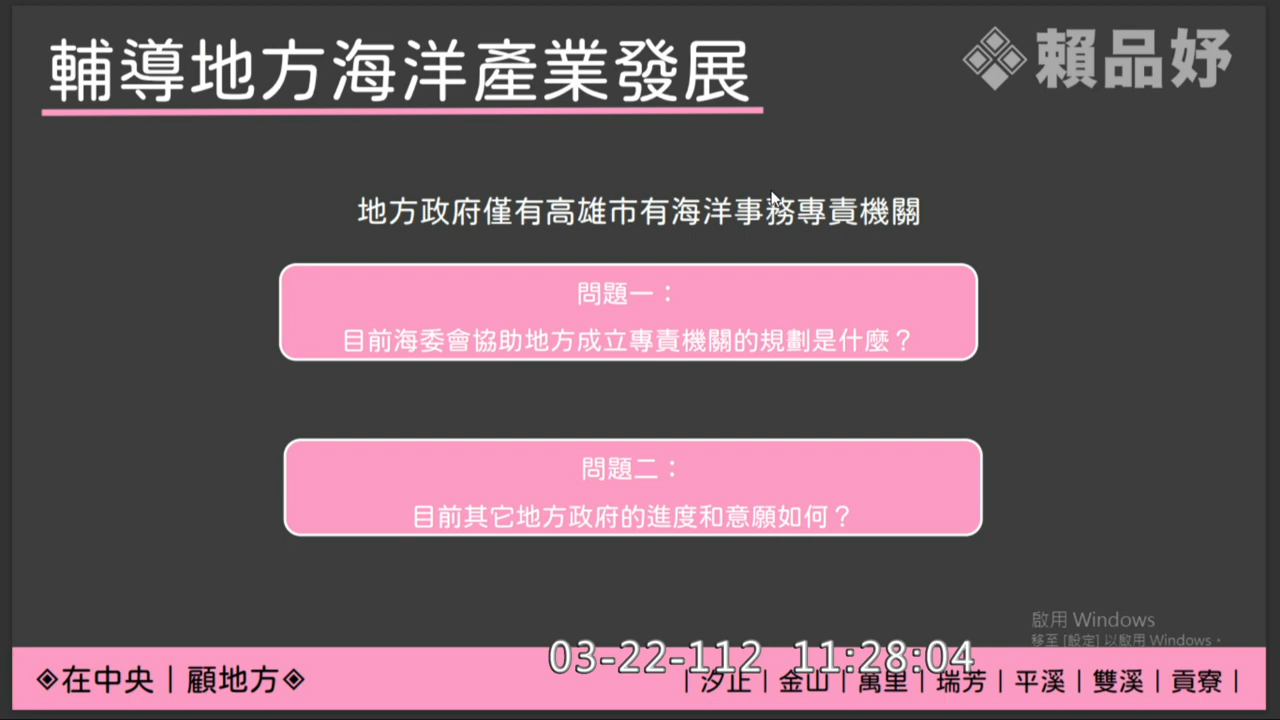 輔導地方海洋產業發展
賴品妤
地方政府僅有高雄市有海洋事務專責機關
問題一：
目前海委會協助地方成立專責機關的規劃是什麼？
問題二：
目前其它地方政府的進度和意願如何？
啟用 Windows
移至 [設定] 以啟用 Windows。
03-22-112 11:28:04
◈在中央｜顧地方◈
｜汐止｜金山｜萬里｜瑞芳｜平溪｜雙溪｜貢寮｜